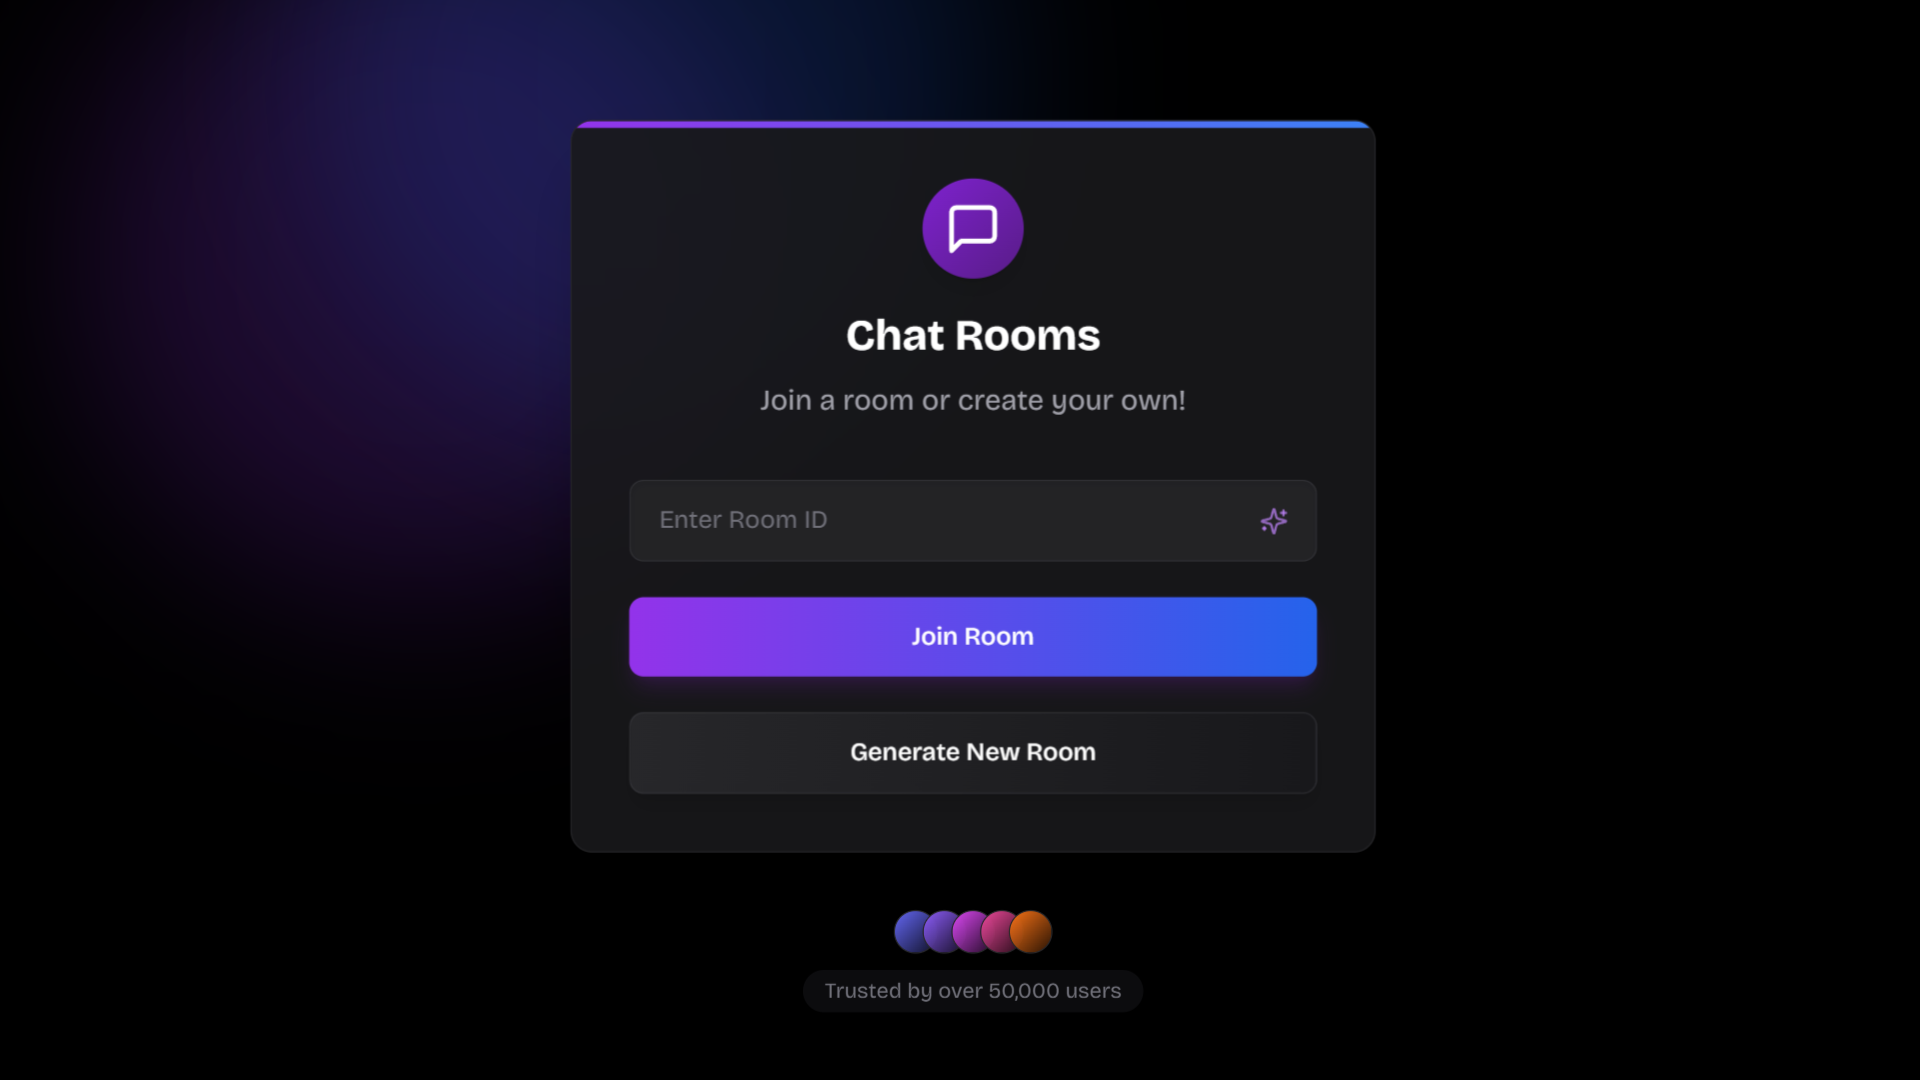 Chat Rooms
Join a room or create your own!
Enter Room ID
Join Room
Generate New Room
Trusted by over 50,000 users